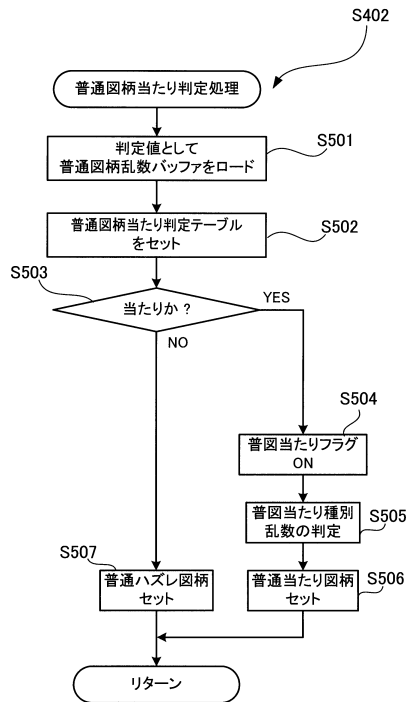 S402
普通図柄当たり判定処理
判定値として
普通図柄乱数バッファをロード
S501
普通図柄当たり判定テーブル
をセット
S502
S503
当たりか？
YES
NO
S504
普図当たりフラグ
ON
普図当たり種別
乱数の判定
S505
S507
普通ハズレ図柄
セット
普通当たり図柄
セット
S506
リターン